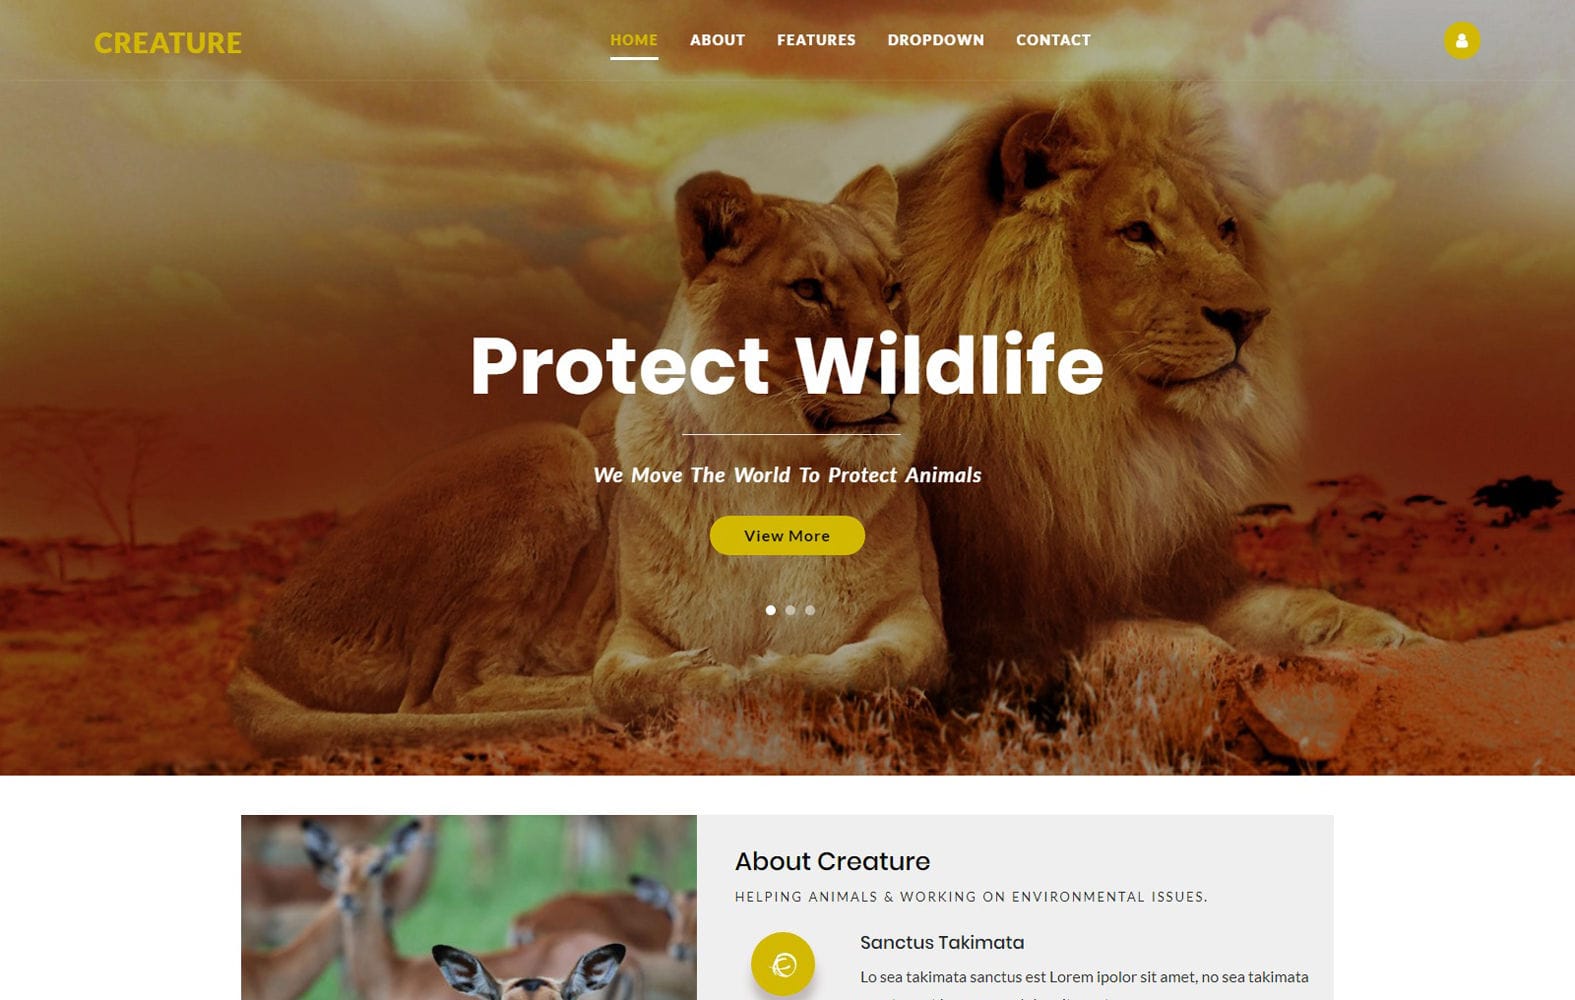 CREATURE
HOME ABOUT FEATURES DROPDOWN CONTACT
Protect Wildlife
We Move The World To Protect Animals
View More
About Creature
HELPING ANIMALS & WORKING ON ENVIRONMENTAL ISSUES.
Sanctus Takimata
Lo sea takimata sanctus est Lorem ipolor sit amet, no sea takimata